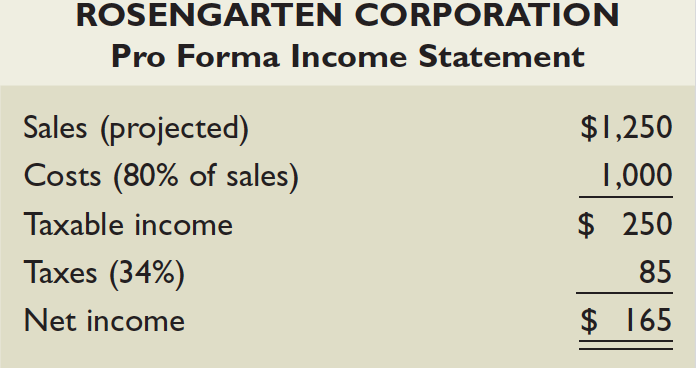 ROSENGARTEN CORPORATION
Pro Forma Income Statement
Sales (projected) $1,250
Costs (80% of sales) 1,000
Taxable income $ 250
Taxes (34%) 85
Net income $ 165